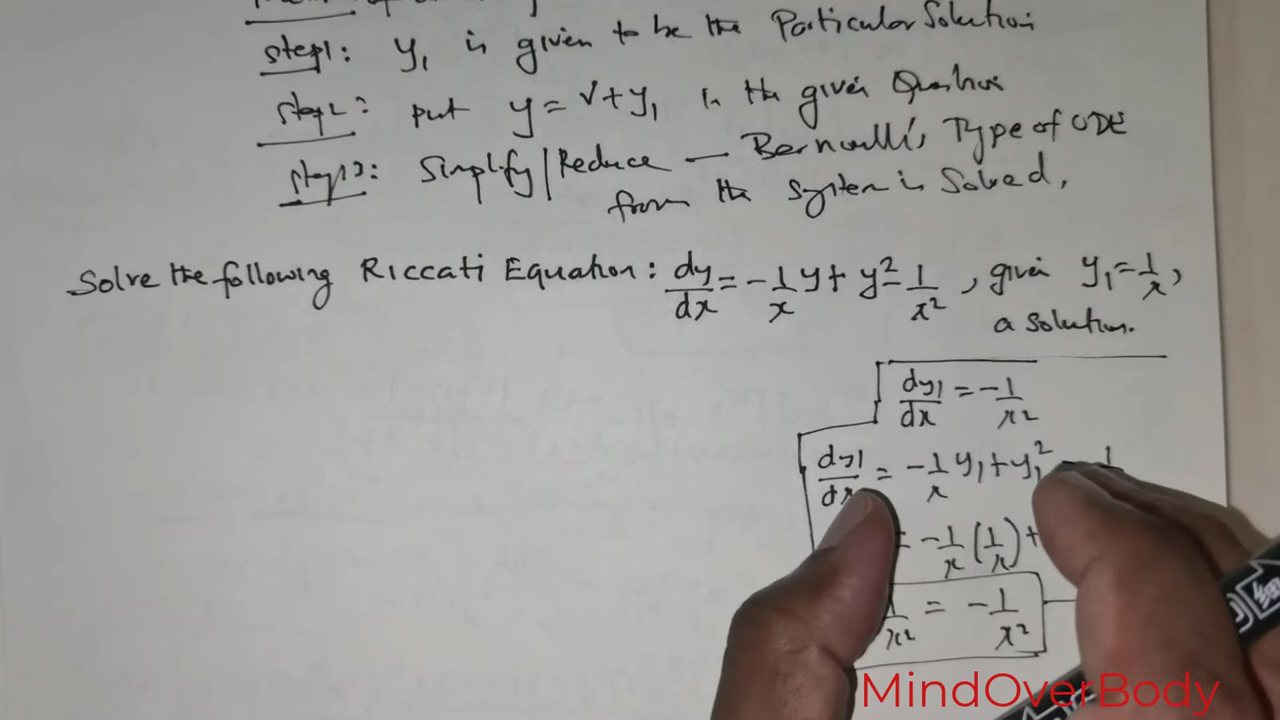 step1: y₁ is given to be the Particular Solution
step2: put y = v + y₁ in the given Question
step3: Simplify/Reduce — Bernoulli's Type of ODE
from the system is Solved.
Solve the following Riccati Equation: dy/dx = -1/x y + y² - 1/x², given y₁ = 1/x,
a solution.
dy₁/dx = -1/x²
dy₁/dx = -1/x y₁ + y₁² - 1
= -1/x (1/x) +
1/x² = -1/x²
MindOverBody